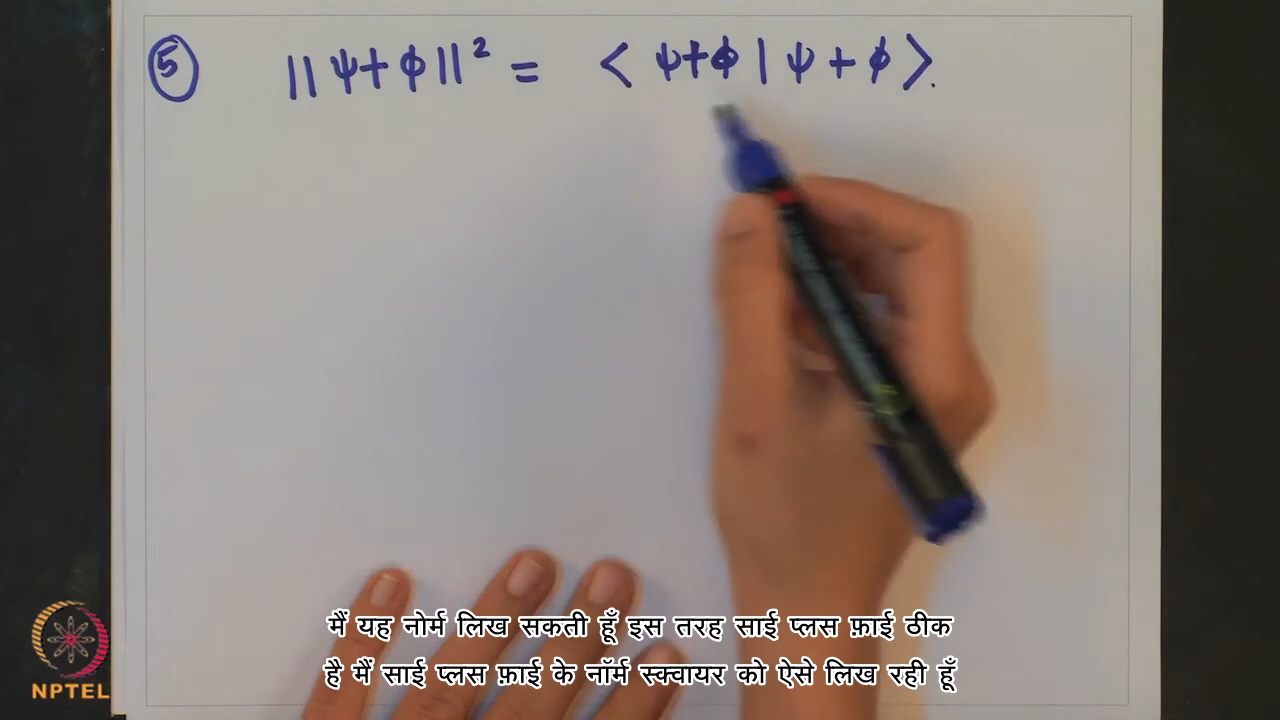 ⑤ ||ψ+ϕ||² = < ψ+ϕ | ψ + ϕ >.
मैं यह नोर्म लिख सकती हूँ इस तरह साई प्लस फ़ाई ठीक
है मैं साई प्लस फ़ाई के नॉर्म स्क्वायर को ऐसे लिख रही हूँ
NPTEL